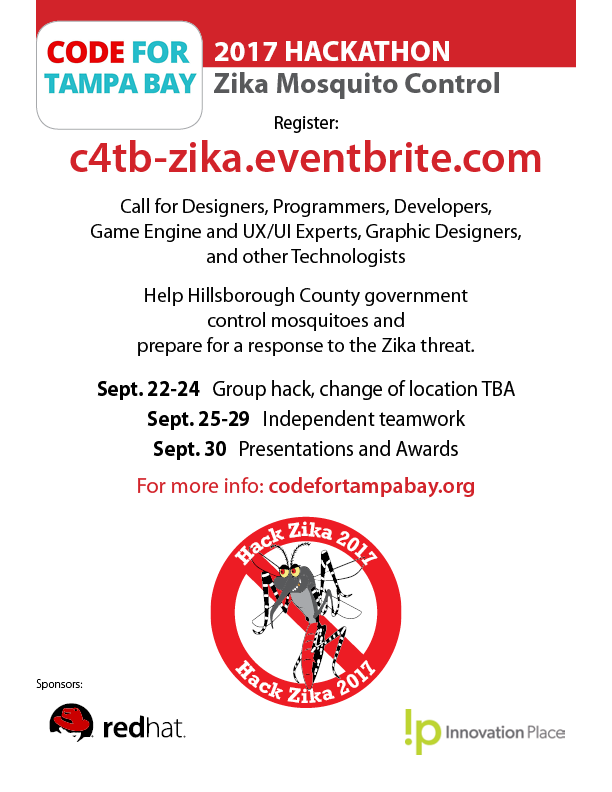 CODE FOR
TAMPA BAY
2017 HACKATHON
Zika Mosquito Control
Register:
c4tb-zika.eventbrite.com
Call for Designers, Programmers, Developers,
Game Engine and UX/UI Experts, Graphic Designers,
and other Technologists
Help Hillsborough County government
control mosquitoes and
prepare for a response to the Zika threat.
Sept. 22-24 Group hack, change of location TBA
Sept. 25-29 Independent teamwork
Sept. 30 Presentations and Awards
For more info: codefortampabay.org
Hack Zika 2017
Hack Zika 2017
Sponsors:
redhat.
!p Innovation Place